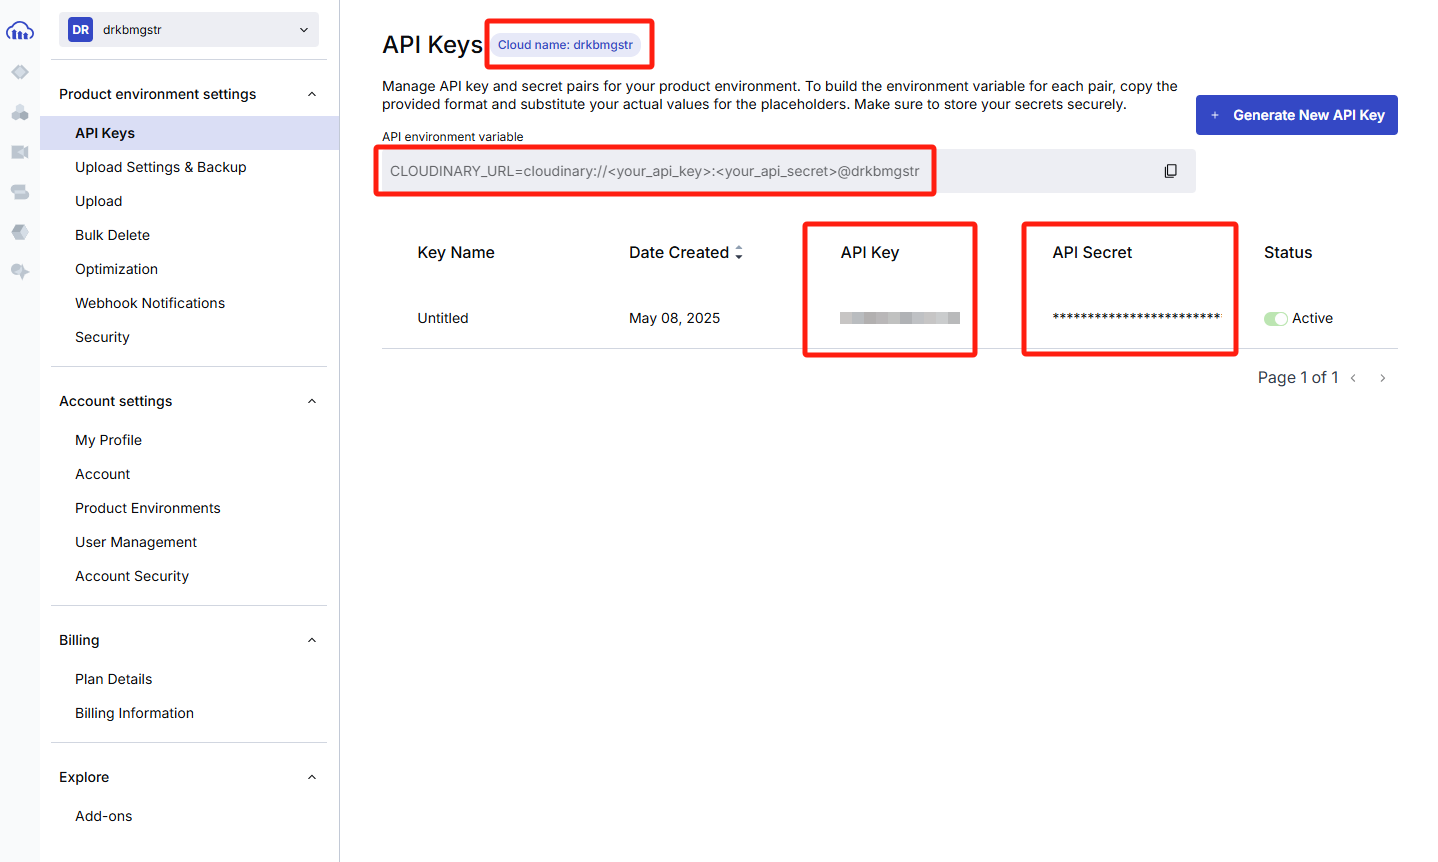 DR drkbmgstr
Product environment settings
API Keys
Upload Settings & Backup
Upload
Bulk Delete
Optimization
Webhook Notifications
Security
Account settings
My Profile
Account
Product Environments
User Management
Account Security
Billing
Plan Details
Billing Information
Explore
Add-ons
API Keys Cloud name: drkbmgstr
Manage API key and secret pairs for your product environment. To build the environment variable for each pair, copy the
provided format and substitute your actual values for the placeholders. Make sure to store your secrets securely.
+ Generate New API Key
API environment variable
CLOUDINARY_URL=cloudinary://<your_api_key>:<your_api_secret>@drkbmgstr
Key Name Date Created API Key API Secret Status
Untitled May 08, 2025 ************************ Active
Page 1 of 1